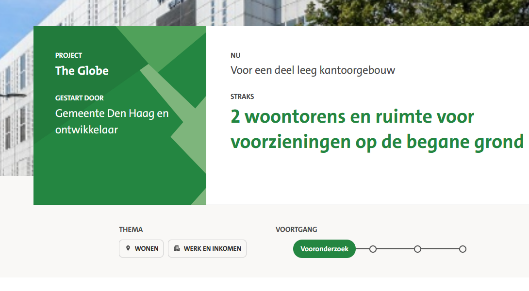 PROJECT
The Globe
GESTART DOOR
Gemeente Den Haag en
ontwikkelaar
NU
Voor een deel leeg kantoorgebouw
STRAKS
2 woontorens en ruimte voor
voorzieningen op de begane grond
THEMA
WONEN
WERK EN INKOMEN
VOORTGANG
Vooronderzoek